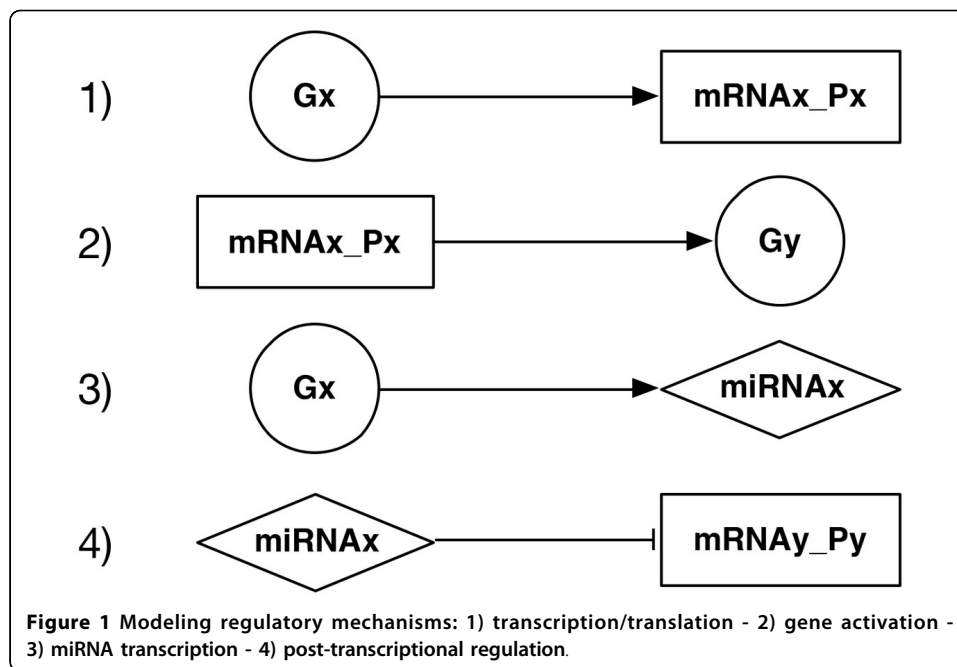 1) Gx mRNAx_Px
2) mRNAx_Px Gy
3) Gx miRNAx
4) miRNAx mRNAy_Py
Figure 1 Modeling regulatory mechanisms: 1) transcription/translation - 2) gene activation -
3) miRNA transcription - 4) post-transcriptional regulation.